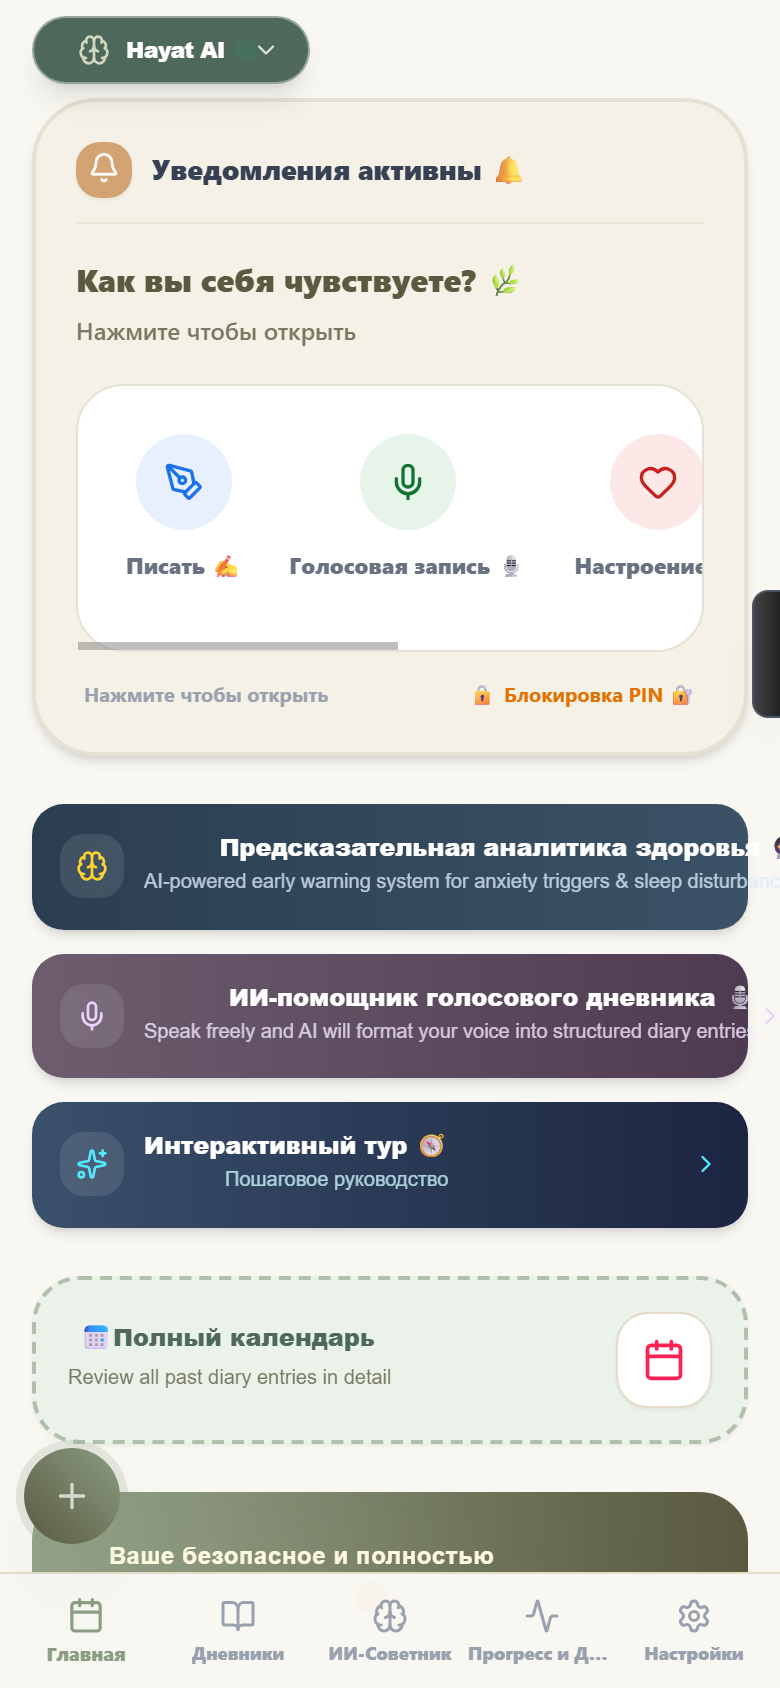 Hayat AI
Уведомления активны 🔔
Как вы себя чувствуете? 🌿
Нажмите чтобы открыть
Писать ✍️
Голосовая запись 🎙️
Настроение
Нажмите чтобы открыть
🔒 Блокировка PIN 🔐
Предсказательная аналитика здоровья
AI-powered early warning system for anxiety triggers & sleep
ИИ-помощник голосового дневника 🎙️
Speak freely and AI will format your voice into structured diary entries
Интерактивный тур 🧭
Пошаговое руководство
📅 Полный календарь
Review all past diary entries in detail
Ваше безопасное и полностью
Главная
Дневники
ИИ-Советник
Прогресс и Д...
Настройки